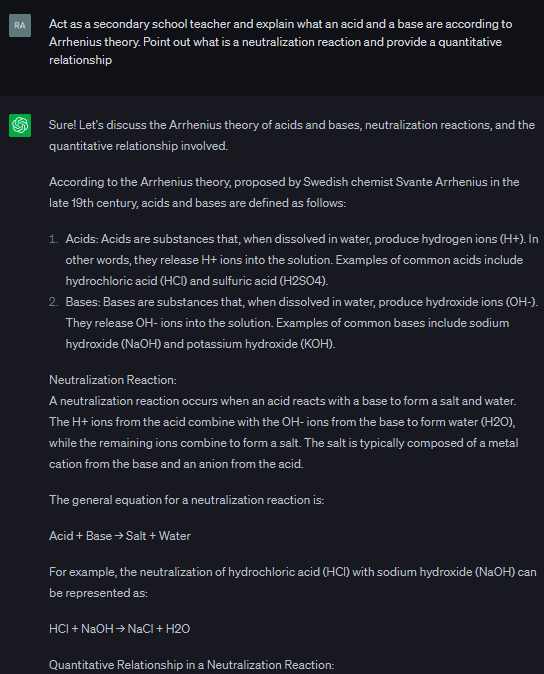 RA
Act as a secondary school teacher and explain what an acid and a base are according to
Arrhenius theory. Point out what is a neutralization reaction and provide a quantitative
relationship
Sure! Let's discuss the Arrhenius theory of acids and bases, neutralization reactions, and the
quantitative relationship involved.
According to the Arrhenius theory, proposed by Swedish chemist Svante Arrhenius in the
late 19th century, acids and bases are defined as follows:
1. Acids: Acids are substances that, when dissolved in water, produce hydrogen ions (H+). In
other words, they release H+ ions into the solution. Examples of common acids include
hydrochloric acid (HCl) and sulfuric acid (H2SO4).
2. Bases: Bases are substances that, when dissolved in water, produce hydroxide ions (OH-).
They release OH- ions into the solution. Examples of common bases include sodium
hydroxide (NaOH) and potassium hydroxide (KOH).
Neutralization Reaction:
A neutralization reaction occurs when an acid reacts with a base to form a salt and water.
The H+ ions from the acid combine with the OH- ions from the base to form water (H2O),
while the remaining ions combine to form a salt. The salt is typically composed of a metal
cation from the base and an anion from the acid.
The general equation for a neutralization reaction is:
Acid + Base → Salt + Water
For example, the neutralization of hydrochloric acid (HCl) with sodium hydroxide (NaOH) can
be represented as:
HCl + NaOH → NaCl + H2O
Quantitative Relationship in a Neutralization Reaction: